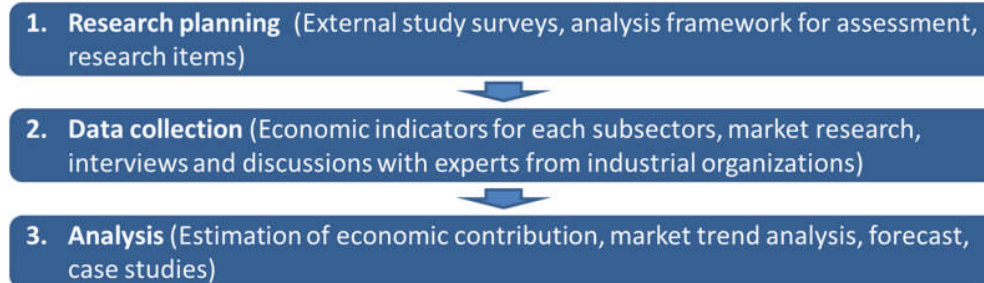 1. Research planning (External study surveys, analysis framework for assessment,
research items)
2. Data collection (Economic indicators for each subsectors, market research,
interviews and discussions with experts from industrial organizations)
3. Analysis (Estimation of economic contribution, market trend analysis, forecast,
case studies)